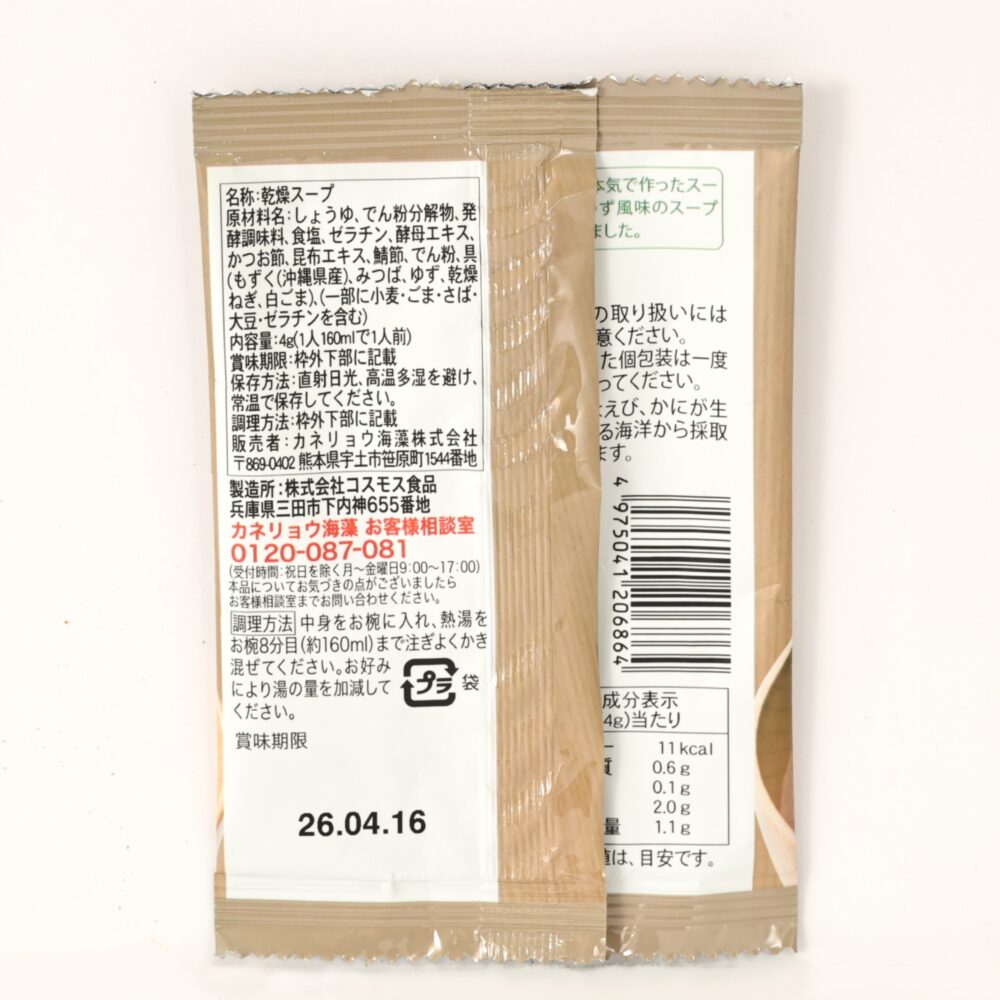 名称:乾燥スープ
原材料名:しょうゆ、でん粉分解物、発
酵調味料、食塩、ゼラチン、酵母エキス、
かつお節、昆布エキス、鯖節、でん粉、具
(もずく(沖縄県産)、みつば、ゆず、乾燥
ねぎ、白ごま)、(一部に小麦・ごま・さば・
大豆・ゼラチンを含む)
内容量:4g(1人160mlで1人前)
賞味期限:枠外下部に記載
保存方法:直射日光、高温多湿を避け、
常温で保存してください。
調理方法:枠外下部に記載
販売者:カネリョウ海藻株式会社
〒869-0402 熊本県宇土市笹原町1544番地
製造所:株式会社コスモス食品
兵庫県三田市下内神655番地
カネリョウ海藻 お客様相談室
0120-087-081
(受付時間:祝日を除く月~金曜日9:00~17:00)
本品についてお気づきの点がございましたら
お客様相談室までお問い合わせください。
調理方法 中身をお椀に入れ、熱湯を
お椀8分目(約160ml)まで注ぎよくかき
混ぜてください。お好み
により湯の量を加減して
ください。
プラ 袋
賞味期限
26.04.16
本気で作ったスー
ず風味のスープ
ました。
の取り扱いには
意ください。
た個包装は一度
ってください。
えび、かにが生
る海洋から採取
ます。
4 975041 206864
成分表示
4g)当たり
ー 11kcal
質 0.6g
0.1g
2.0g
量 1.1g
値は、目安です。